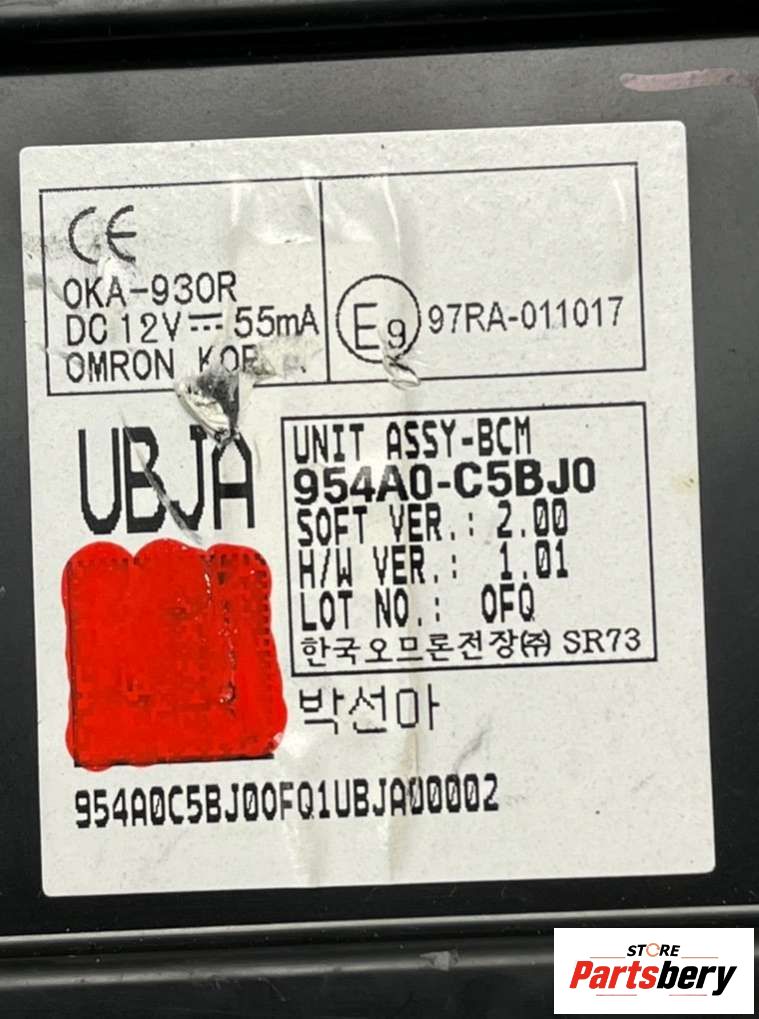 CE
OKA-930R
DC 12V 55mA
OMRON
E9 97RA-011017
UBJA
UNIT ASSY-BCM
954A0-C5BJ0
SOFT VER.: 2.00
H/W VER.: 1.01
LOT NO.: 0FQ
한국오므론전장㈜ SR73
박선아
954A0C5BJ00FQ1UBJA00002
STORE
Partsbery